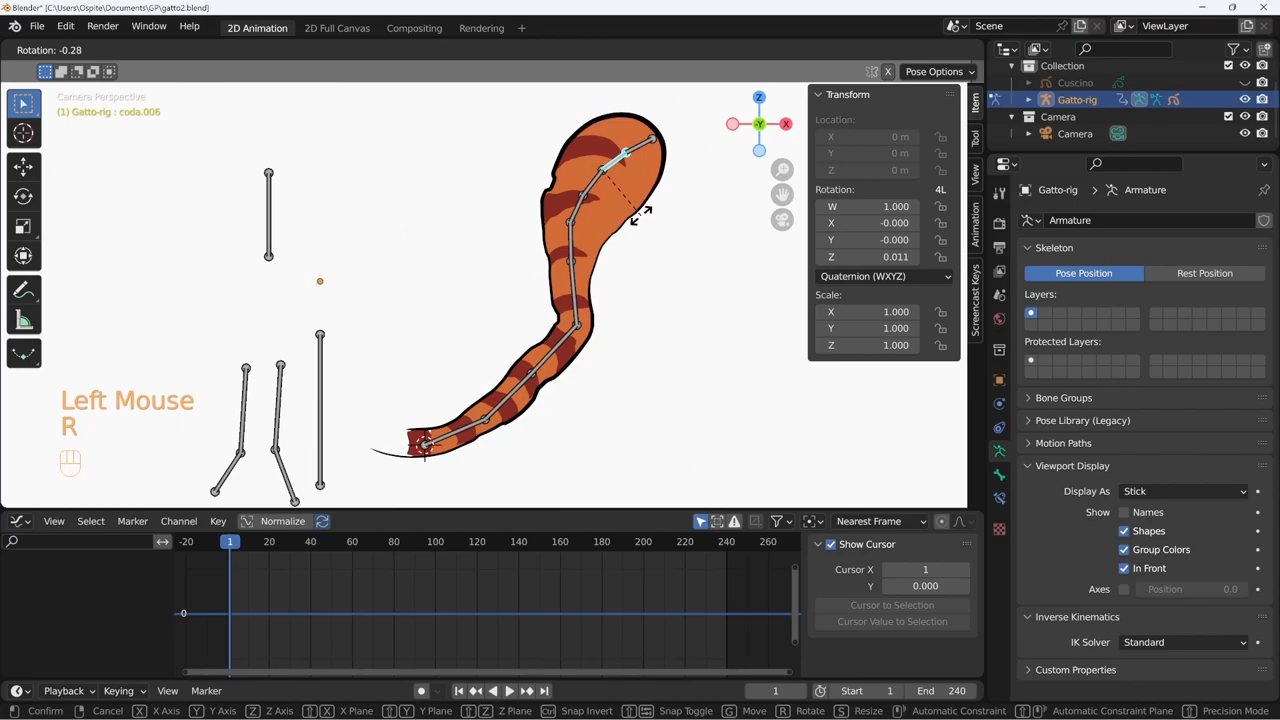 Blender* [C:\Users\Ospite\Documents\GP\gatto2.blend]
File Edit Render Window Help 2D Animation 2D Full Canvas Compositing Rendering + Scene ViewLayer
Rotation: -0.28
X Pose Options
Camera Perspective
(1) Gatto-rig : coda.006
Z
X
-Y
Transform
Location:
X 0 m
Y 0 m
Z 0 m
Rotation: 4L
W 1.000
X -0.000
Y -0.000
Z 0.011
Quaternion (WXYZ)
Scale:
X 1.000
Y 1.000
Z 1.000
Item
Tool
View
Animation
Screencast Keys
Left Mouse
R
Collection
Cuscino
Gatto-rig
Camera
Camera
Gatto-rig Armature
Armature
Skeleton
Pose Position Rest Position
Layers:
Protected Layers:
Bone Groups
Pose Library (Legacy)
Motion Paths
Viewport Display
Display As Stick
Show Names
Shapes
Group Colors
In Front
Axes Position 0.0
Inverse Kinematics
IK Solver Standard
Custom Properties
View Select Marker Channel Key Normalize Nearest Frame
-20 1 20 40 60 80 100 120 140 160 180 200 220 240 260
0
Show Cursor
Cursor X 1
Y 0.000
Cursor to Selection
Cursor Value to Selection
Playback Keying View Marker 1 Start 1 End 240
Confirm Cancel X X Axis Y Y Axis Z Z Axis X X Plane Y Y Plane Z Z Plane Ctrl Snap Invert Snap Toggle G Move R Rotate S Resize Automatic Constraint Automatic Constraint Plane Precision Mode